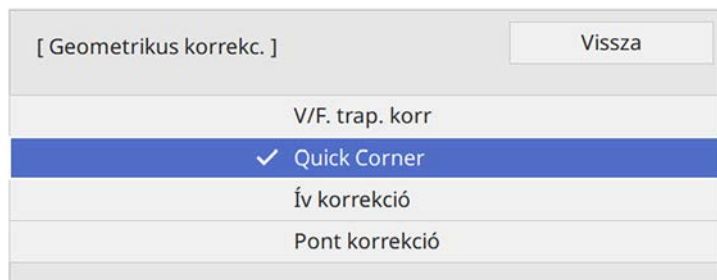 [ Geometrikus korrekc. ]
Vissza
V/F. trap. korr
Quick Corner
Ív korrekció
Pont korrekció